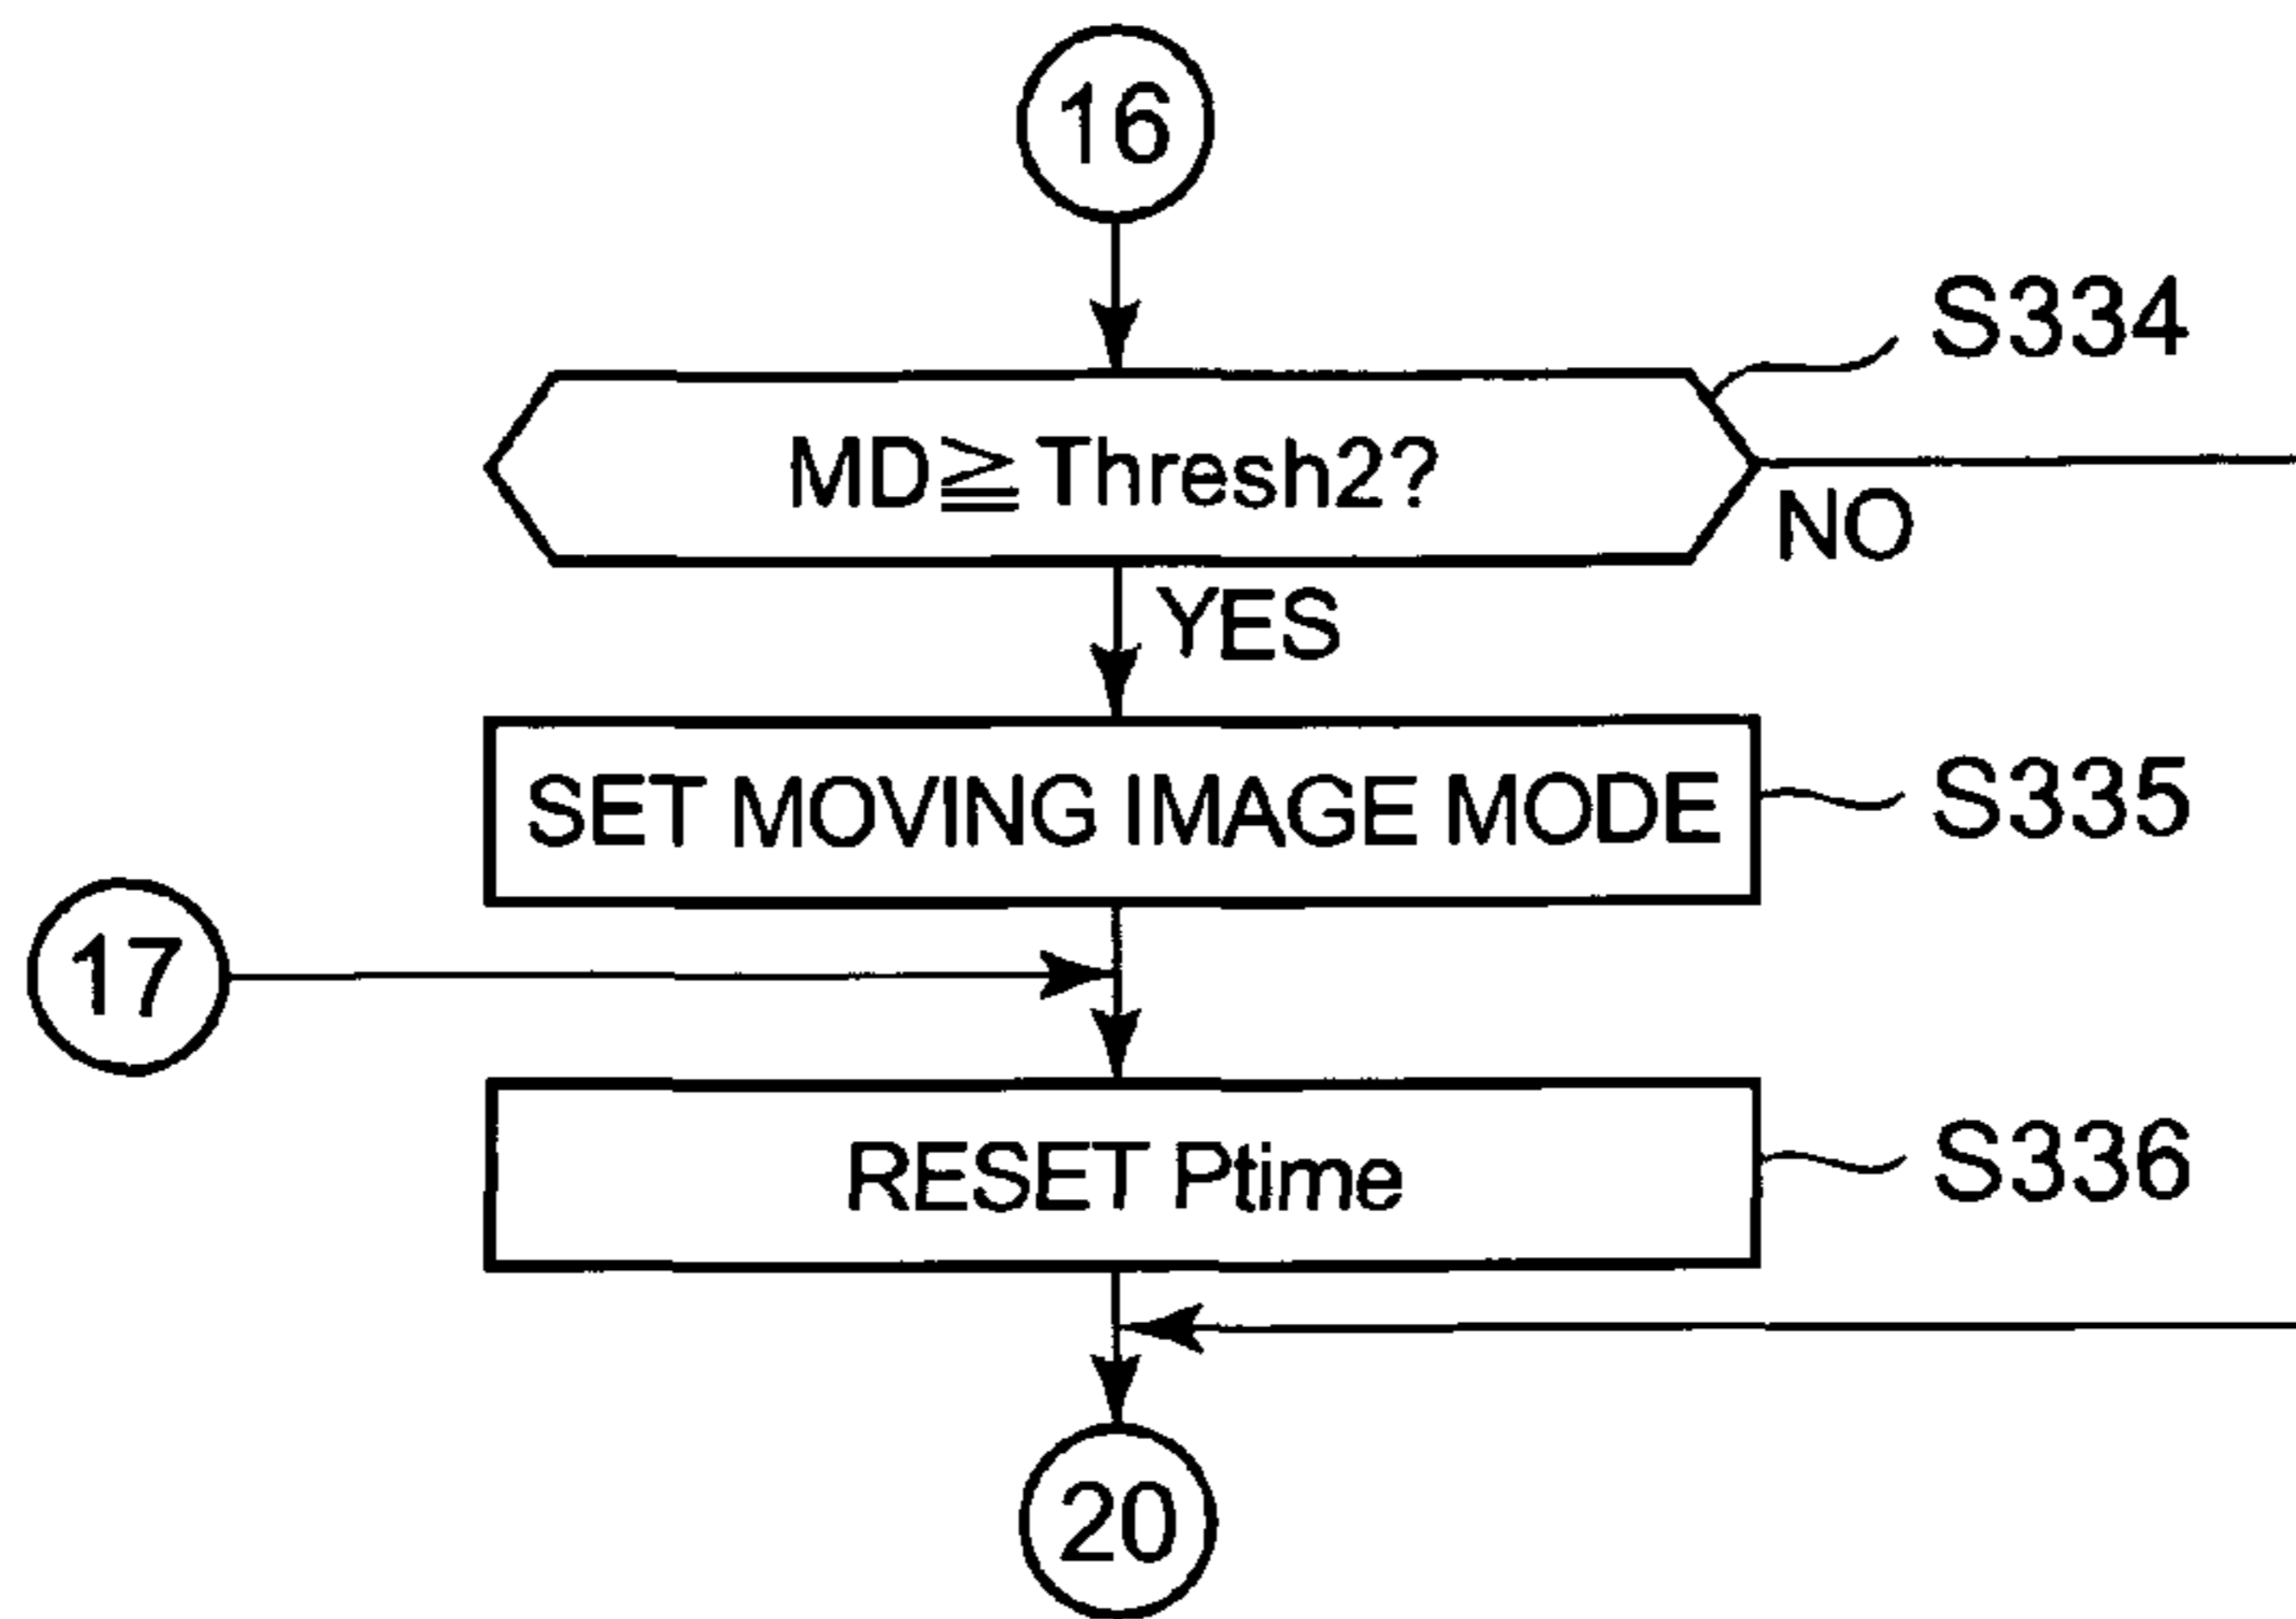 16
S334
MD≧Thresh2?
NO
YES
SET MOVING IMAGE MODE
S335
17
RESET Ptime
S336
20